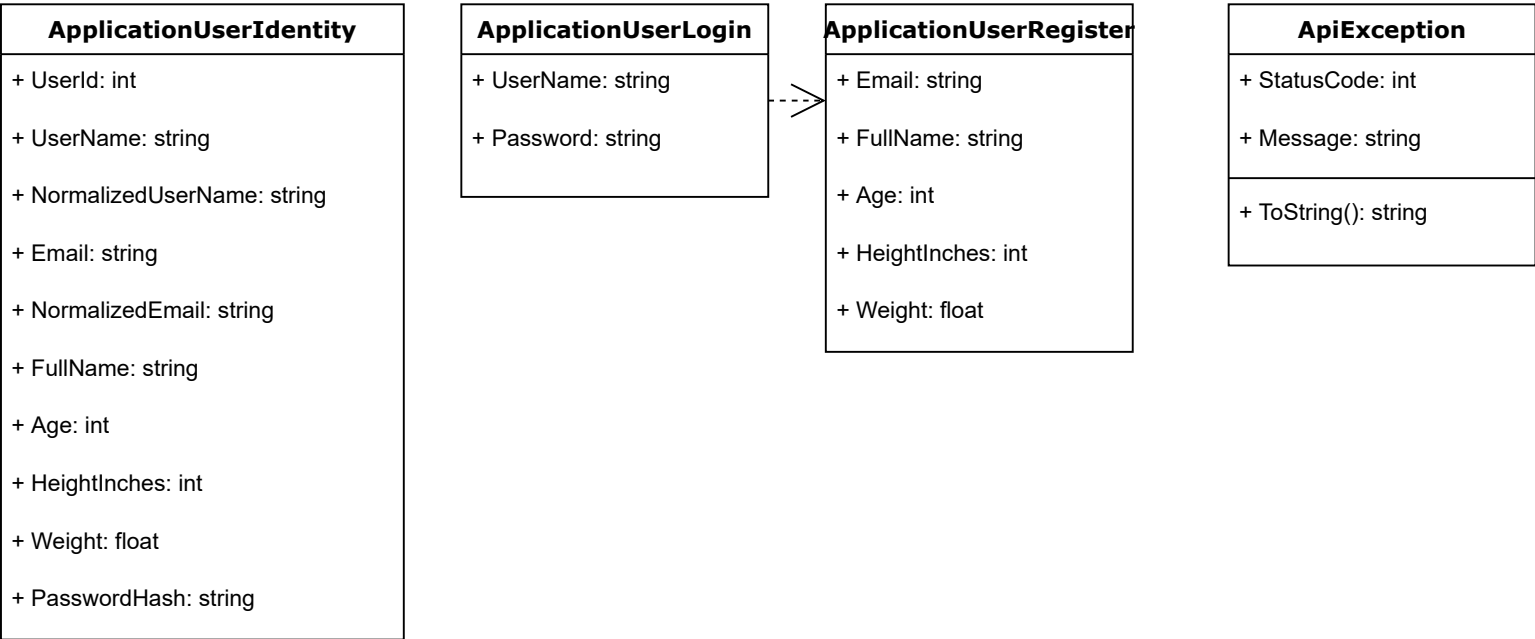 ApplicationUserIdentity
+ UserId: int
+ UserName: string
+ NormalizedUserName: string
+ Email: string
+ NormalizedEmail: string
+ FullName: string
+ Age: int
+ HeightInches: int
+ Weight: float
+ PasswordHash: string
ApplicationUserLogin
+ UserName: string
+ Password: string
ApplicationUserRegister
+ Email: string
+ FullName: string
+ Age: int
+ HeightInches: int
+ Weight: float
ApiException
+ StatusCode: int
+ Message: string
+ ToString(): string